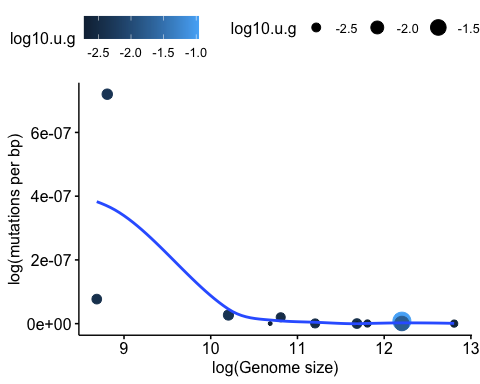 log10.u.g
-2.5 -2.0 -1.5 -1.0
log10.u.g -2.5 -2.0 -1.5
log(mutations per bp)
6e-07
4e-07
2e-07
0e+00
9 10 11 12 13
log(Genome size)